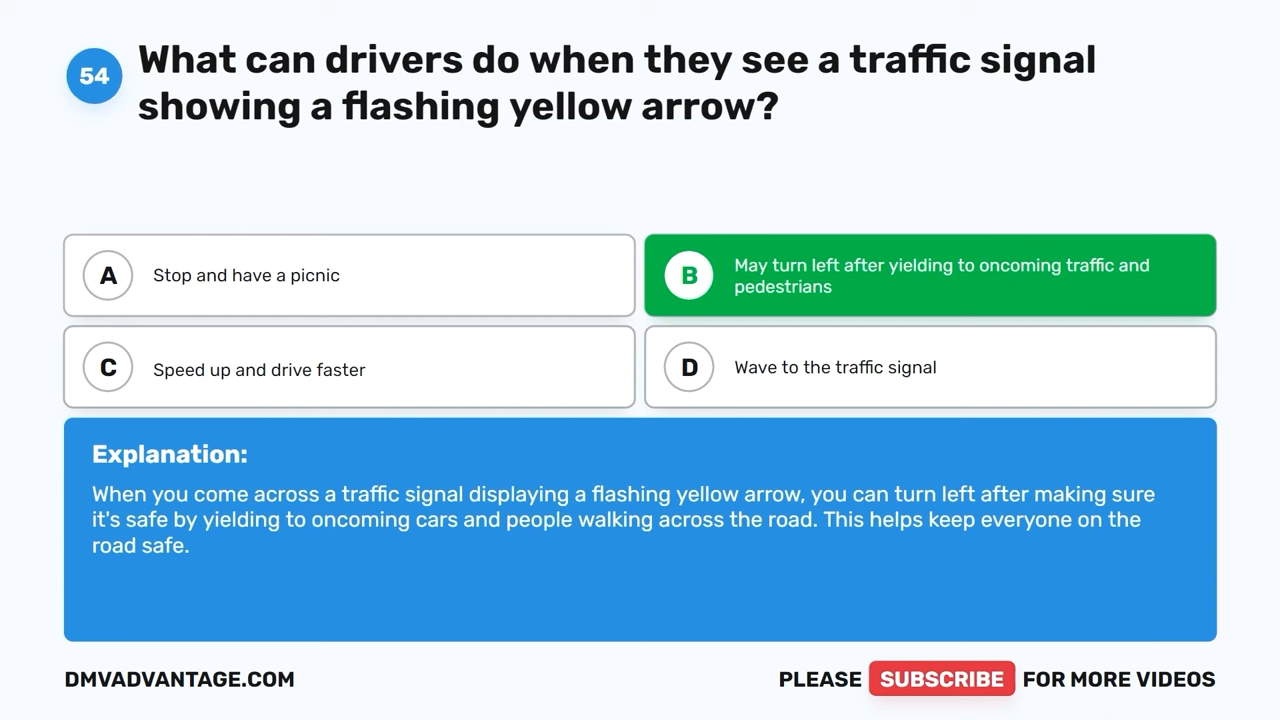 54
What can drivers do when they see a traffic signal
showing a flashing yellow arrow?
A
Stop and have a picnic
B
May turn left after yielding to oncoming traffic and
pedestrians
C
Speed up and drive faster
D
Wave to the traffic signal
Explanation:
When you come across a traffic signal displaying a flashing yellow arrow, you can turn left after making sure
it's safe by yielding to oncoming cars and people walking across the road. This helps keep everyone on the
road safe.
DMVADVANTAGE.COM
PLEASE SUBSCRIBE FOR MORE VIDEOS